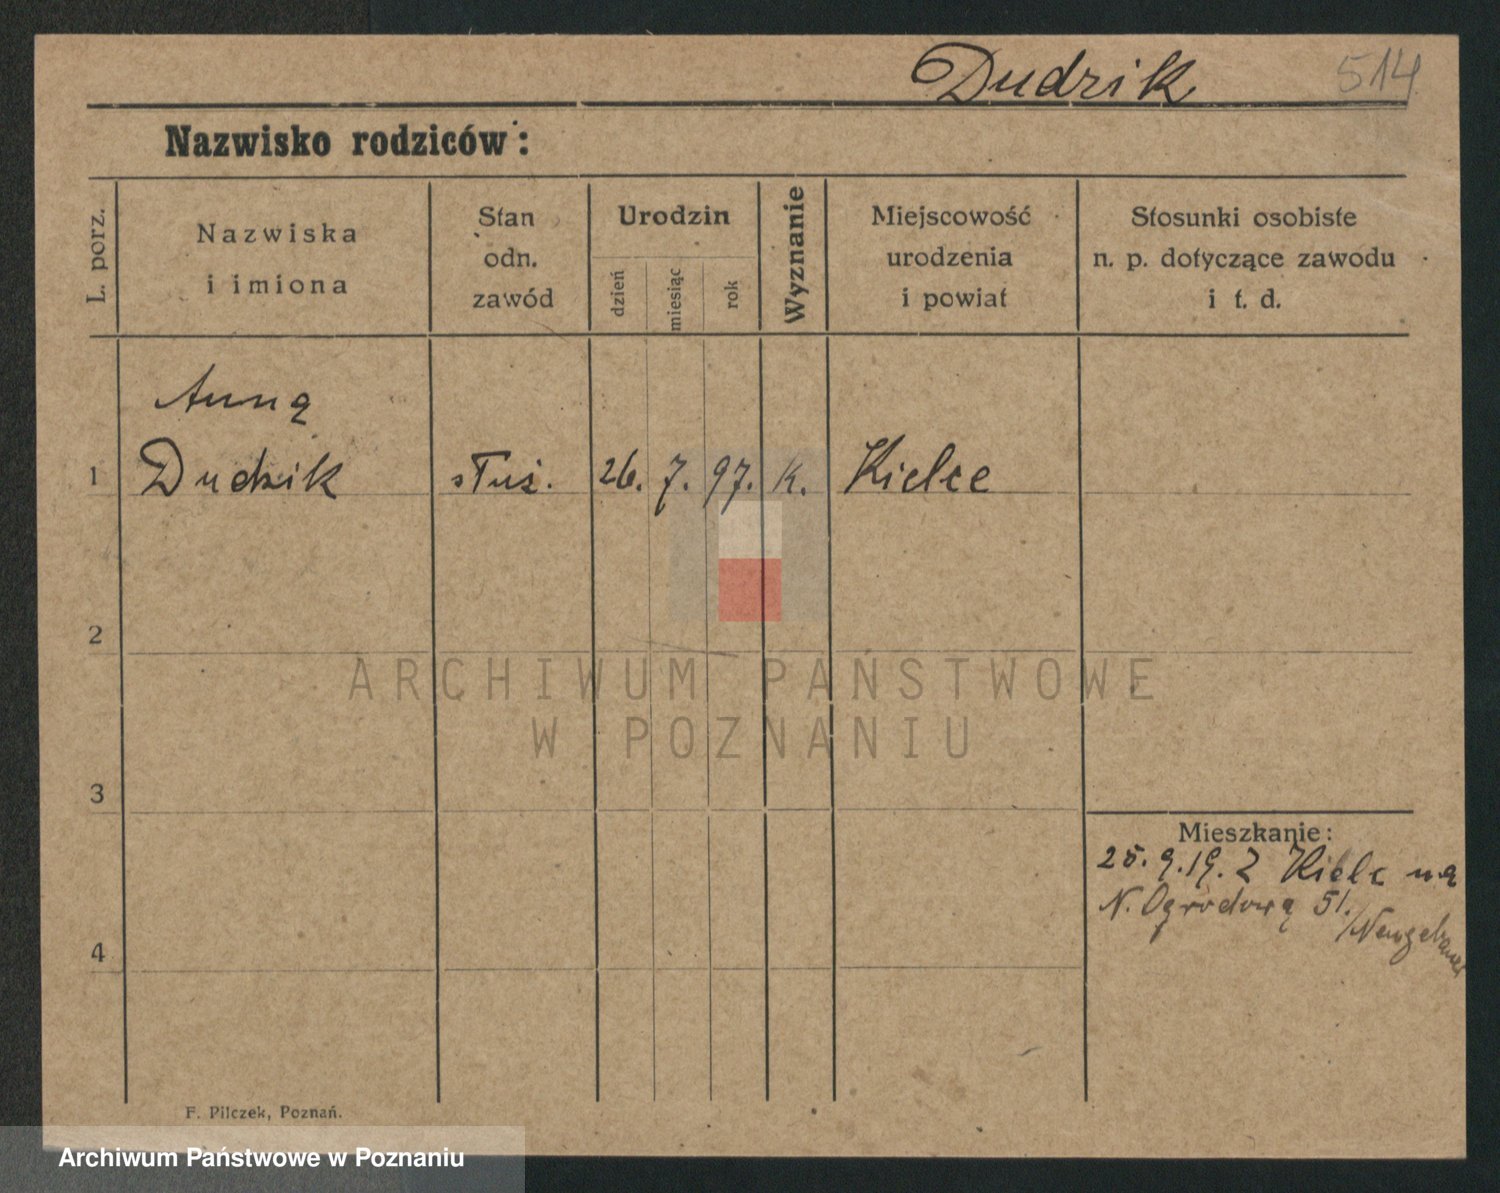 Dudzik 514
Nazwisko rodziców:
L. porz.
Nazwiska
i imiona
Stan
odn.
zawód
Urodzin
dzień
miesiąc
rok
Wyznanie
Miejscowość
urodzenia
i powiat
Stosunki osobiste
n. p. dotyczące zawodu
i t. d.
Anna
1 Dudzik służ. 26. 7. 97. k. Kielce
2
ARCHIWUM PAŃSTWOWE
W POZNANIU
3
Mieszkanie:
25. 9. 19. Z Kielc na
N. Ogrodową 51.
4
F. Pilczek, Poznań.
Archiwum Państwowe w Poznaniu